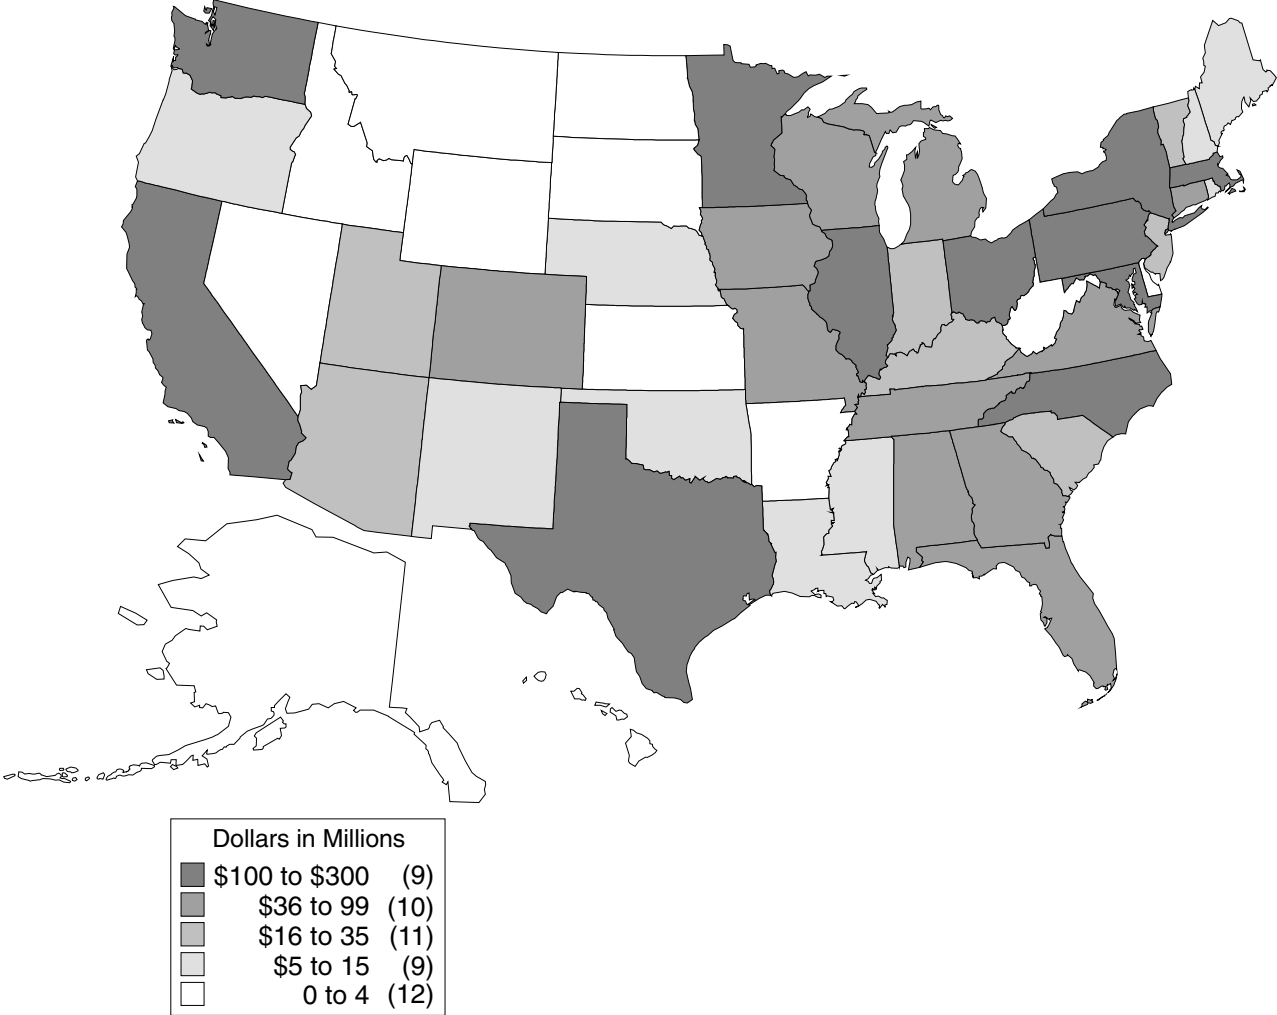 Dollars in Millions
$100 to $300 (9)
$36 to 99 (10)
$16 to 35 (11)
$5 to 15 (9)
0 to 4 (12)